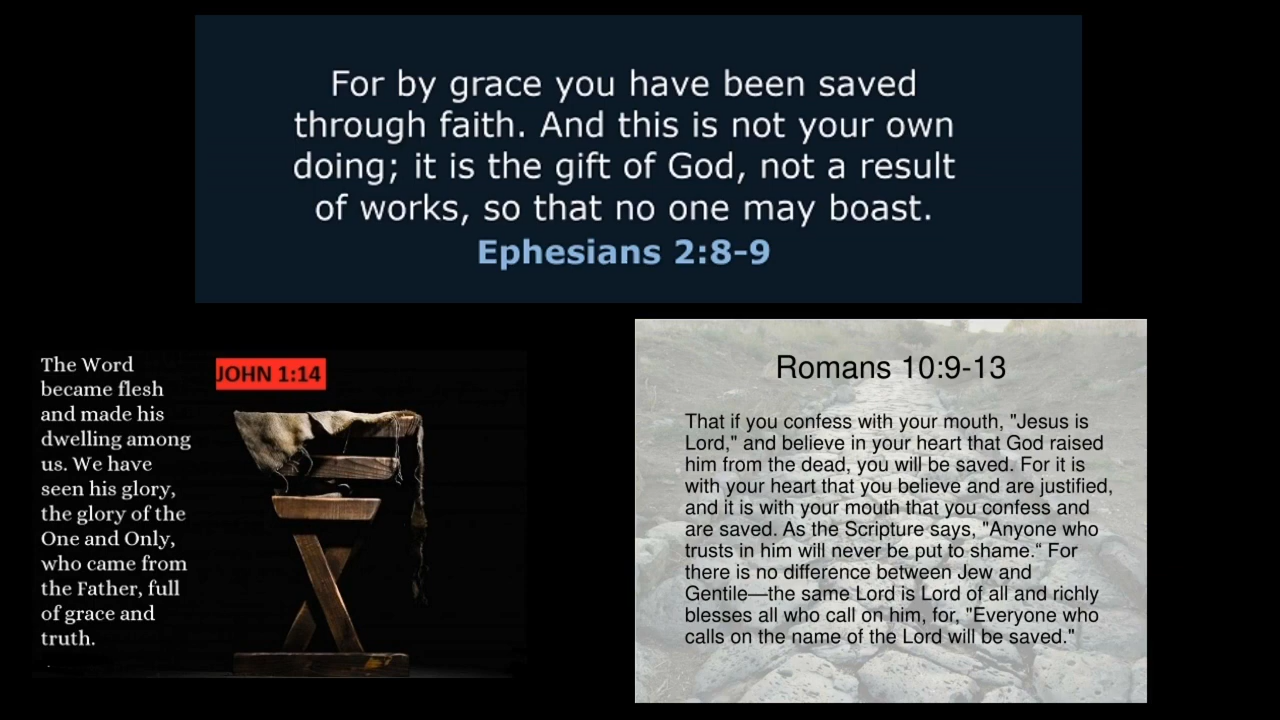 For by grace you have been saved
through faith. And this is not your own
doing; it is the gift of God, not a result
of works, so that no one may boast.
Ephesians 2:8-9
The Word
became flesh
and made his
dwelling among
us. We have
seen his glory,
the glory of the
One and Only,
who came from
the Father, full
of grace and
truth.
JOHN 1:14
Romans 10:9-13
That if you confess with your mouth, "Jesus is
Lord," and believe in your heart that God raised
him from the dead, you will be saved. For it is
with your heart that you believe and are justified,
and it is with your mouth that you confess and
are saved. As the Scripture says, "Anyone who
trusts in him will never be put to shame.“ For
there is no difference between Jew and
Gentile—the same Lord is Lord of all and richly
blesses all who call on him, for, "Everyone who
calls on the name of the Lord will be saved."